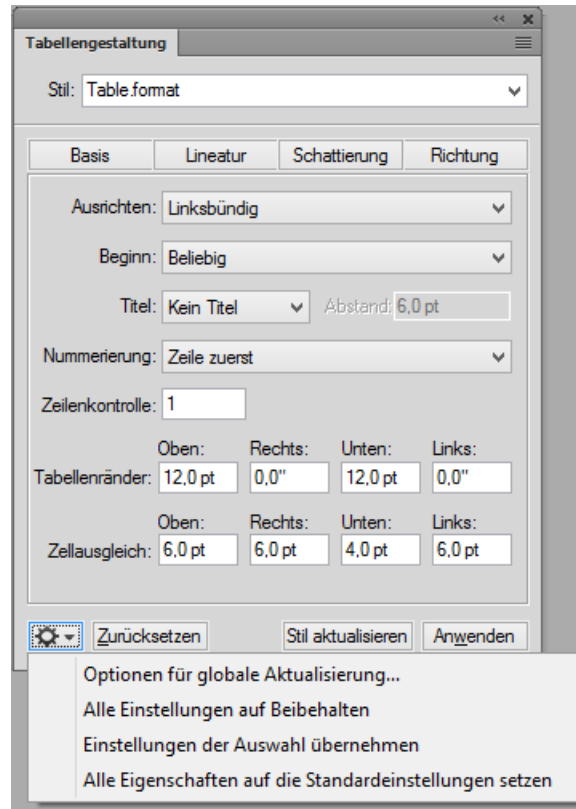 Tabellengestaltung
Stil: Table.format
Basis Lineatur Schattierung Richtung
Ausrichten: Linksbündig
Beginn: Beliebig
Titel: Kein Titel Abstand: 6,0 pt
Nummerierung: Zeile zuerst
Zeilenkontrolle: 1
Oben: Rechts: Unten: Links:
Tabellenränder: 12,0 pt 0,0" 12,0 pt 0,0"
Oben: Rechts: Unten: Links:
Zellausgleich: 6,0 pt 6,0 pt 4,0 pt 6,0 pt
Zurücksetzen Stil aktualisieren Anwenden
Optionen für globale Aktualisierung...
Alle Einstellungen auf Beibehalten
Einstellungen der Auswahl übernehmen
Alle Eigenschaften auf die Standardeinstellungen setzen